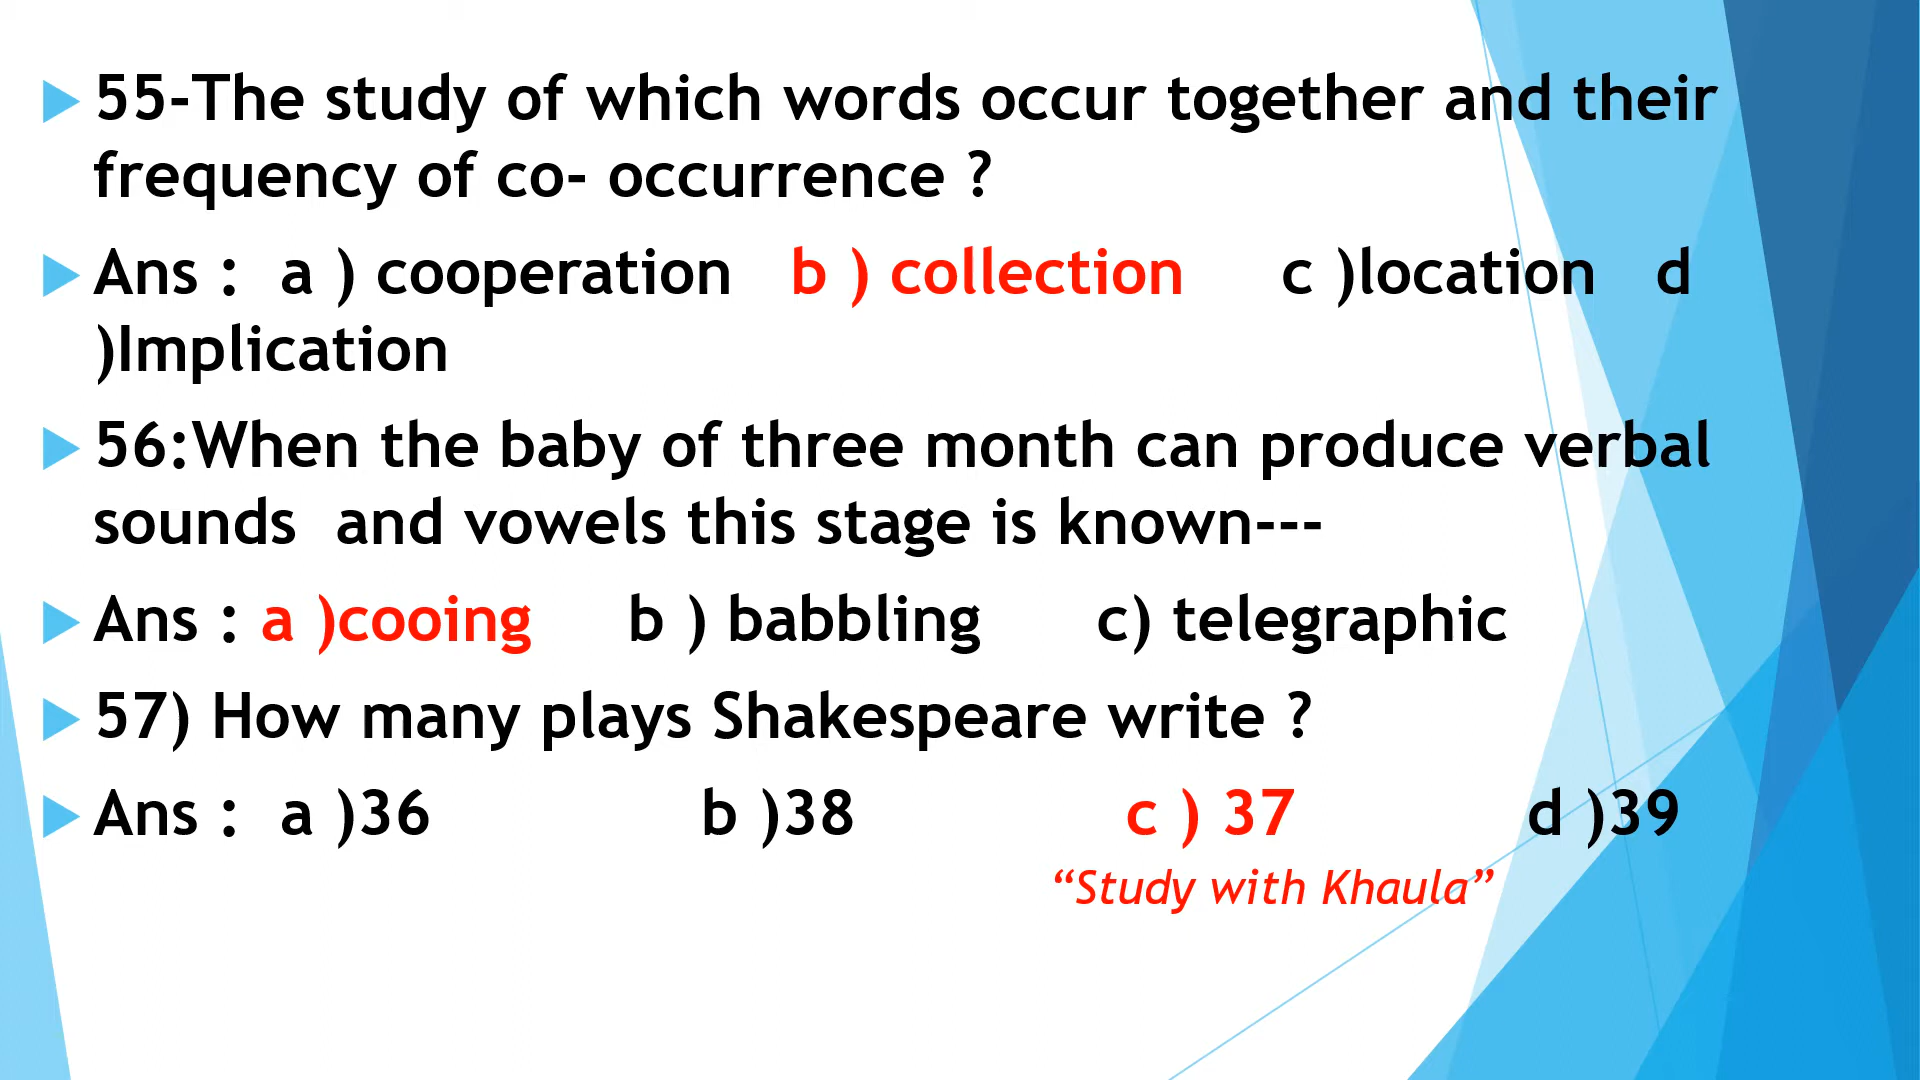 55-The study of which words occur together and their
frequency of co- occurrence ?
Ans :  a ) cooperation   b ) collection     c )location   d
)Implication
56:When the baby of three month can produce verbal
sounds  and vowels this stage is known---
Ans : a )cooing     b ) babbling      c) telegraphic
57) How many plays Shakespeare write ?
Ans :  a )36              b )38              c ) 37            d )39
“Study with Khaula”